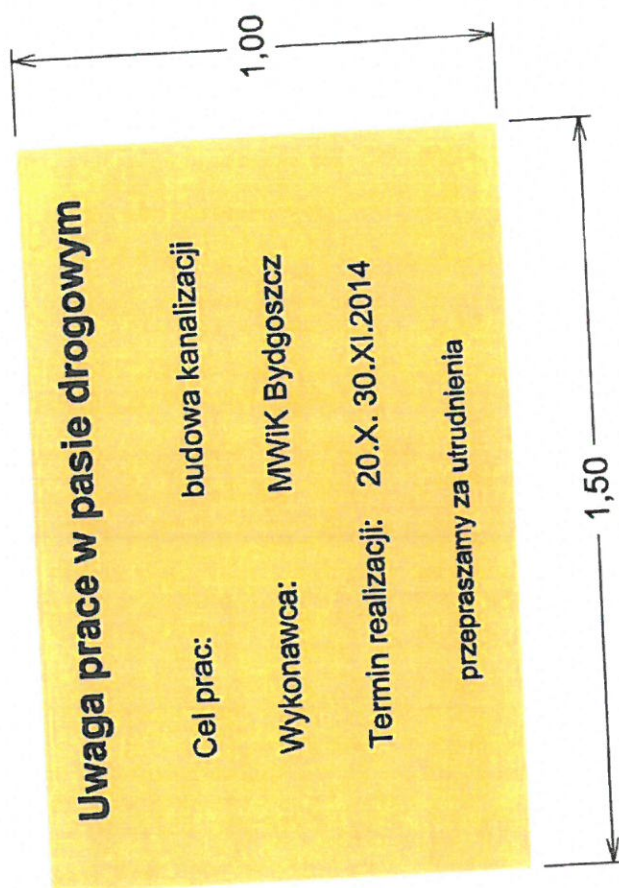 Uwaga prace w pasie drogowym
Cel prac: budowa kanalizacji
Wykonawca: MWiK Bydgoszcz
Termin realizacji: 20.X. 30.XI.2014
przepraszamy za utrudnienia
1,50
1,00